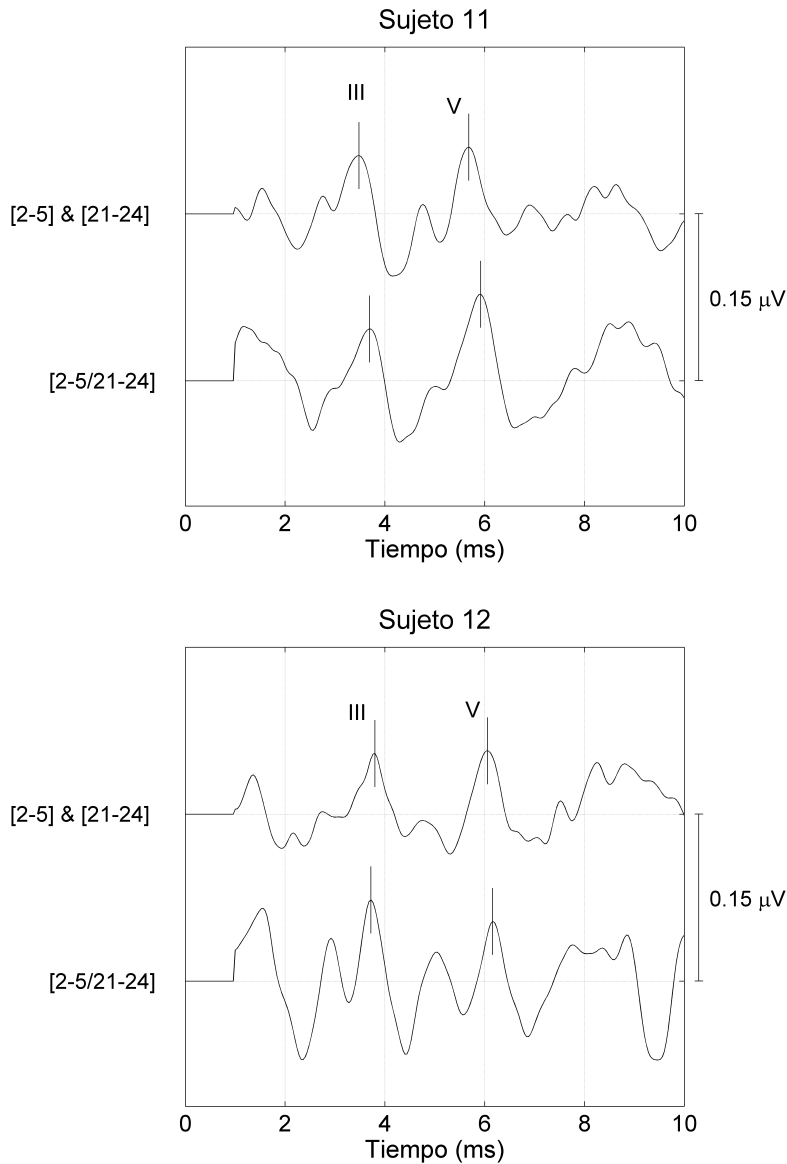 Sujeto 11
III
V
[2-5] & [21-24]
0.15 µV
[2-5/21-24]
0 2 4 6 8 10
Tiempo (ms)
Sujeto 12
III
V
[2-5] & [21-24]
0.15 µV
[2-5/21-24]
0 2 4 6 8 10
Tiempo (ms)